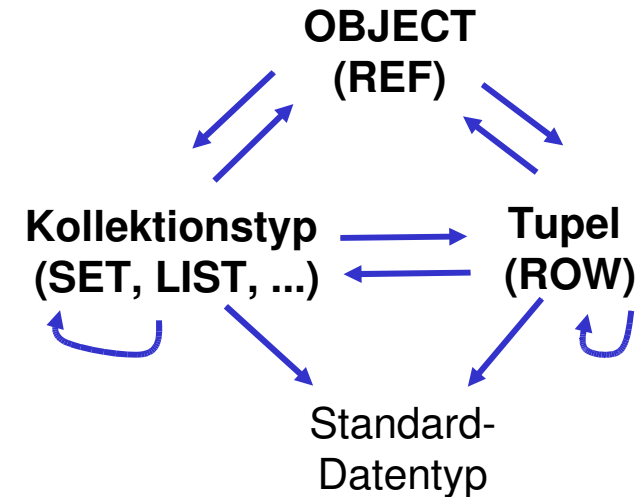 OBJECT
(REF)
Kollektionstyp
(SET, LIST, ...)
Tupel
(ROW)
Standard-
Datentyp